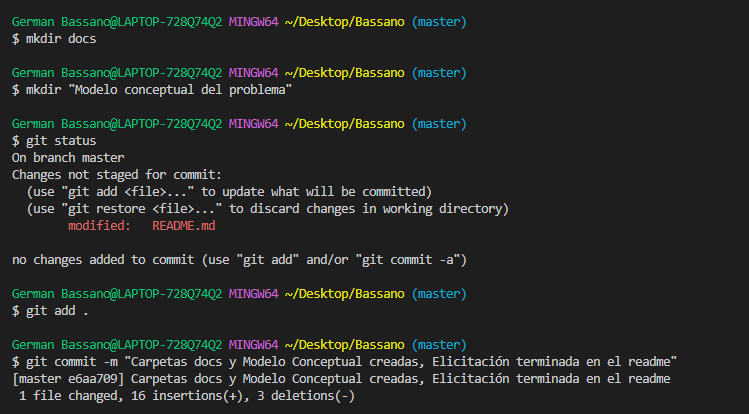 German Bassano@LAPTOP-728Q74Q2 MINGW64 ~/Desktop/Bassano (master)
$ mkdir docs
German Bassano@LAPTOP-728Q74Q2 MINGW64 ~/Desktop/Bassano (master)
$ mkdir "Modelo conceptual del problema"
German Bassano@LAPTOP-728Q74Q2 MINGW64 ~/Desktop/Bassano (master)
$ git status
On branch master
Changes not staged for commit:
  (use "git add <file>..." to update what will be committed)
  (use "git restore <file>..." to discard changes in working directory)
        modified:   README.md
no changes added to commit (use "git add" and/or "git commit -a")
German Bassano@LAPTOP-728Q74Q2 MINGW64 ~/Desktop/Bassano (master)
$ git add .
German Bassano@LAPTOP-728Q74Q2 MINGW64 ~/Desktop/Bassano (master)
$ git commit -m "Carpetas docs y Modelo Conceptual creadas, Elicitación terminada en el readme"
[master e6aa709] Carpetas docs y Modelo Conceptual creadas, Elicitación terminada en el readme
 1 file changed, 16 insertions(+), 3 deletions(-)